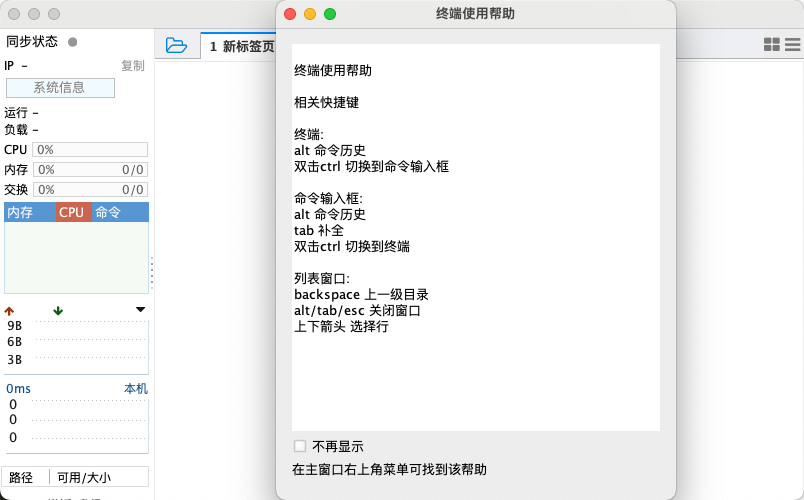 终端使用帮助
同步状态
IP -
复制
系统信息
运行 -
负载 -
CPU 0%
内存 0% 0/0
交换 0% 0/0
内存 CPU 命令
9B
6B
3B
0ms 本机
0
0
0
路径 可用/大小
1 新标签页
终端使用帮助
相关快捷键
终端:
alt 命令历史
双击ctrl 切换到命令输入框
命令输入框:
alt 命令历史
tab 补全
双击ctrl 切换到终端
列表窗口:
backspace 上一级目录
alt/tab/esc 关闭窗口
上下箭头 选择行
不再显示
在主窗口右上角菜单可找到该帮助